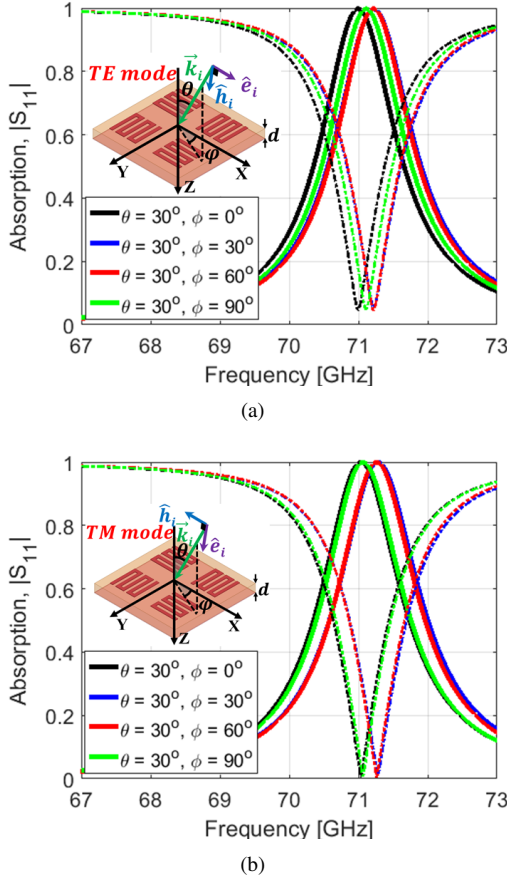 1
0.8
0.6
0.4
0.2
0
Absorption, |S₁₁|
TE mode
k⃗ᵢ
êᵢ
ĥᵢ
θ
φ
d
Y
X
Z
θ = 30°, ϕ = 0°
θ = 30°, ϕ = 30°
θ = 30°, ϕ = 60°
θ = 30°, ϕ = 90°
67 68 69 70 71 72 73
Frequency [GHz]
(a)
1
0.8
0.6
0.4
0.2
0
Absorption, |S₁₁|
ĥᵢ
TM mode
k⃗ᵢ
êᵢ
θ
φ
d
Y
X
Z
θ = 30°, ϕ = 0°
θ = 30°, ϕ = 30°
θ = 30°, ϕ = 60°
θ = 30°, ϕ = 90°
67 68 69 70 71 72 73
Frequency [GHz]
(b)